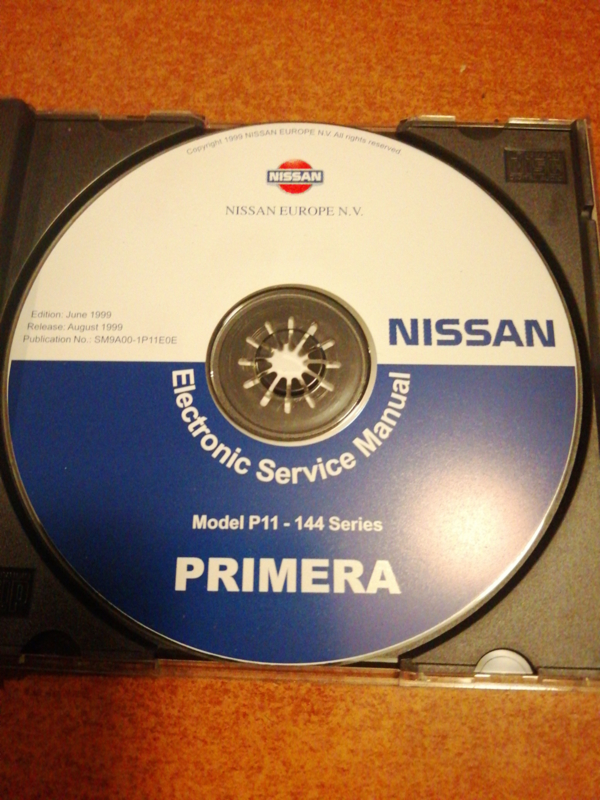 Copyright 1999 NISSAN EUROPE N.V. All rights reserved.
NISSAN
NISSAN EUROPE N.V.
Edition: June 1999
Release: August 1999
Publication No.: SM9A00-1P11E0E
NISSAN
Electronic Service Manual
Model P11 - 144 Series
PRIMERA